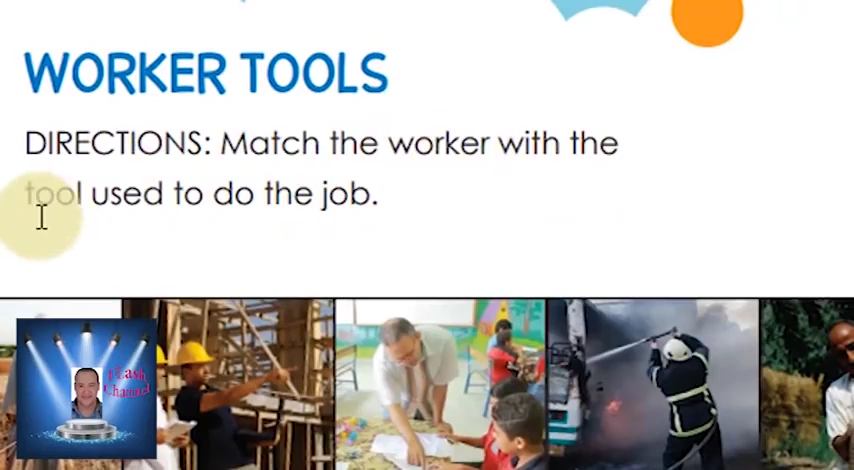 WORKER TOOLS
DIRECTIONS: Match the worker with the
tool used to do the job.
Flash
Channel